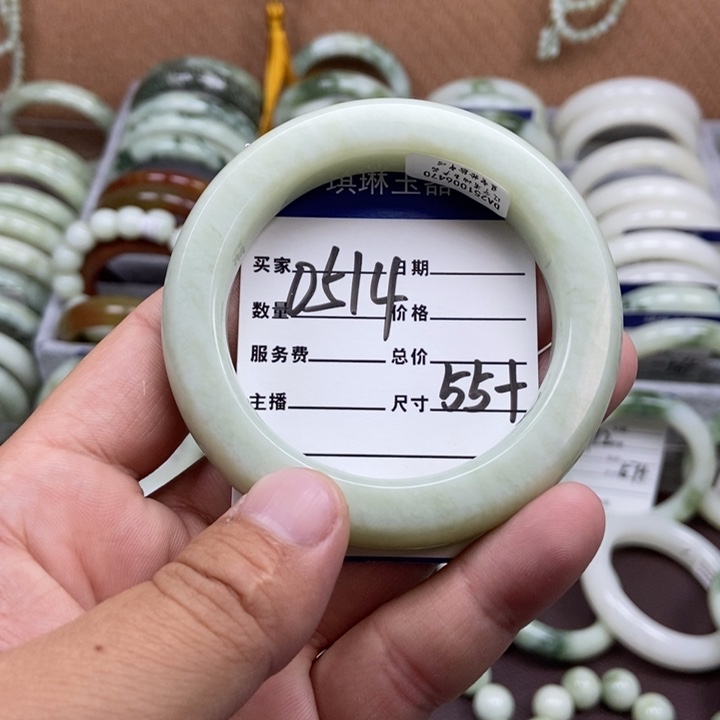 琪琳玉器
DA251006470
买家 0514 日期
数量 价格
服务费 总价
主播 尺寸 55+